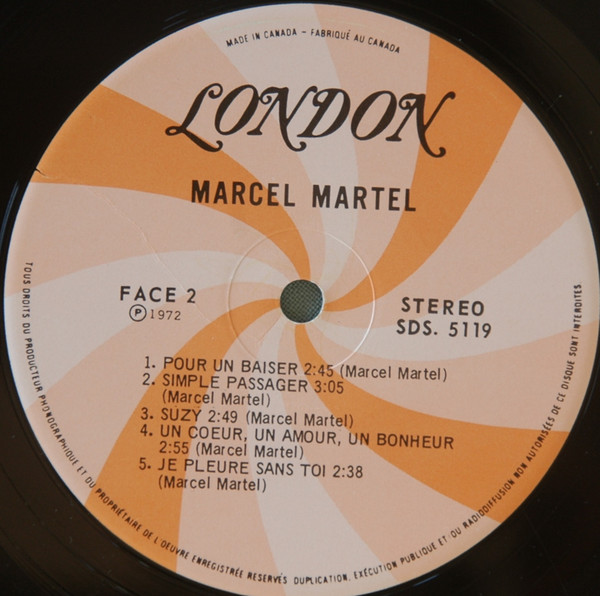 MADE IN CANADA - FABRIQUÉ AU CANADA
LONDON
MARCEL MARTEL
FACE 2
℗ 1972
STEREO
SDS. 5119
1. POUR UN BAISER 2:45 (Marcel Martel)
2. SIMPLE PASSAGER 3:05
(Marcel Martel)
3. SUZY 2:49 (Marcel Martel)
4. UN COEUR, UN AMOUR, UN BONHEUR
2:55 (Marcel Martel)
5. JE PLEURE SANS TOI 2:38
(Marcel Martel)
TOUS DROITS DU PRODUCTEUR PHONOGRAPHIQUE ET DU PROPRIÉTAIRE DE L'OEUVRE ENREGISTRÉE RESERVÉS DUPLICATION, EXÉCUTION PUBLIQUE ET/OU RADIODIFFUSION NON AUTORISÉES DE CE DISQUE SONT INTERDITES.